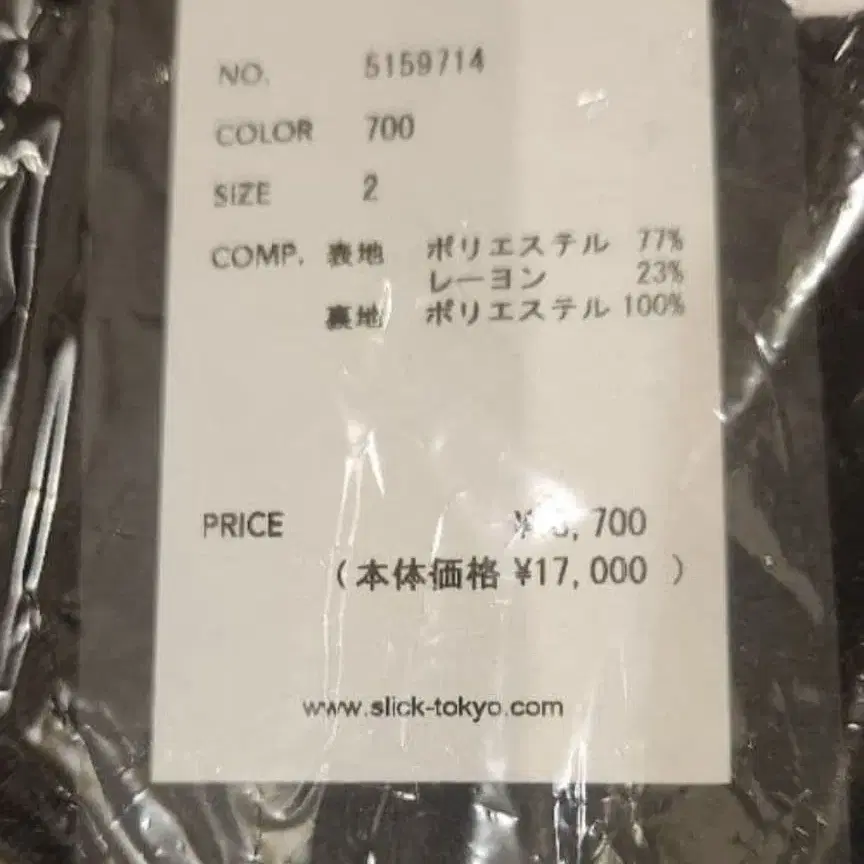 NO. 5159714
COLOR 700
SIZE 2
COMP. 表地 ポリエステル 77%
レーヨン 23%
裏地 ポリエステル 100%
PRICE
(本体価格 ¥17,000 )
www.slick-tokyo.com